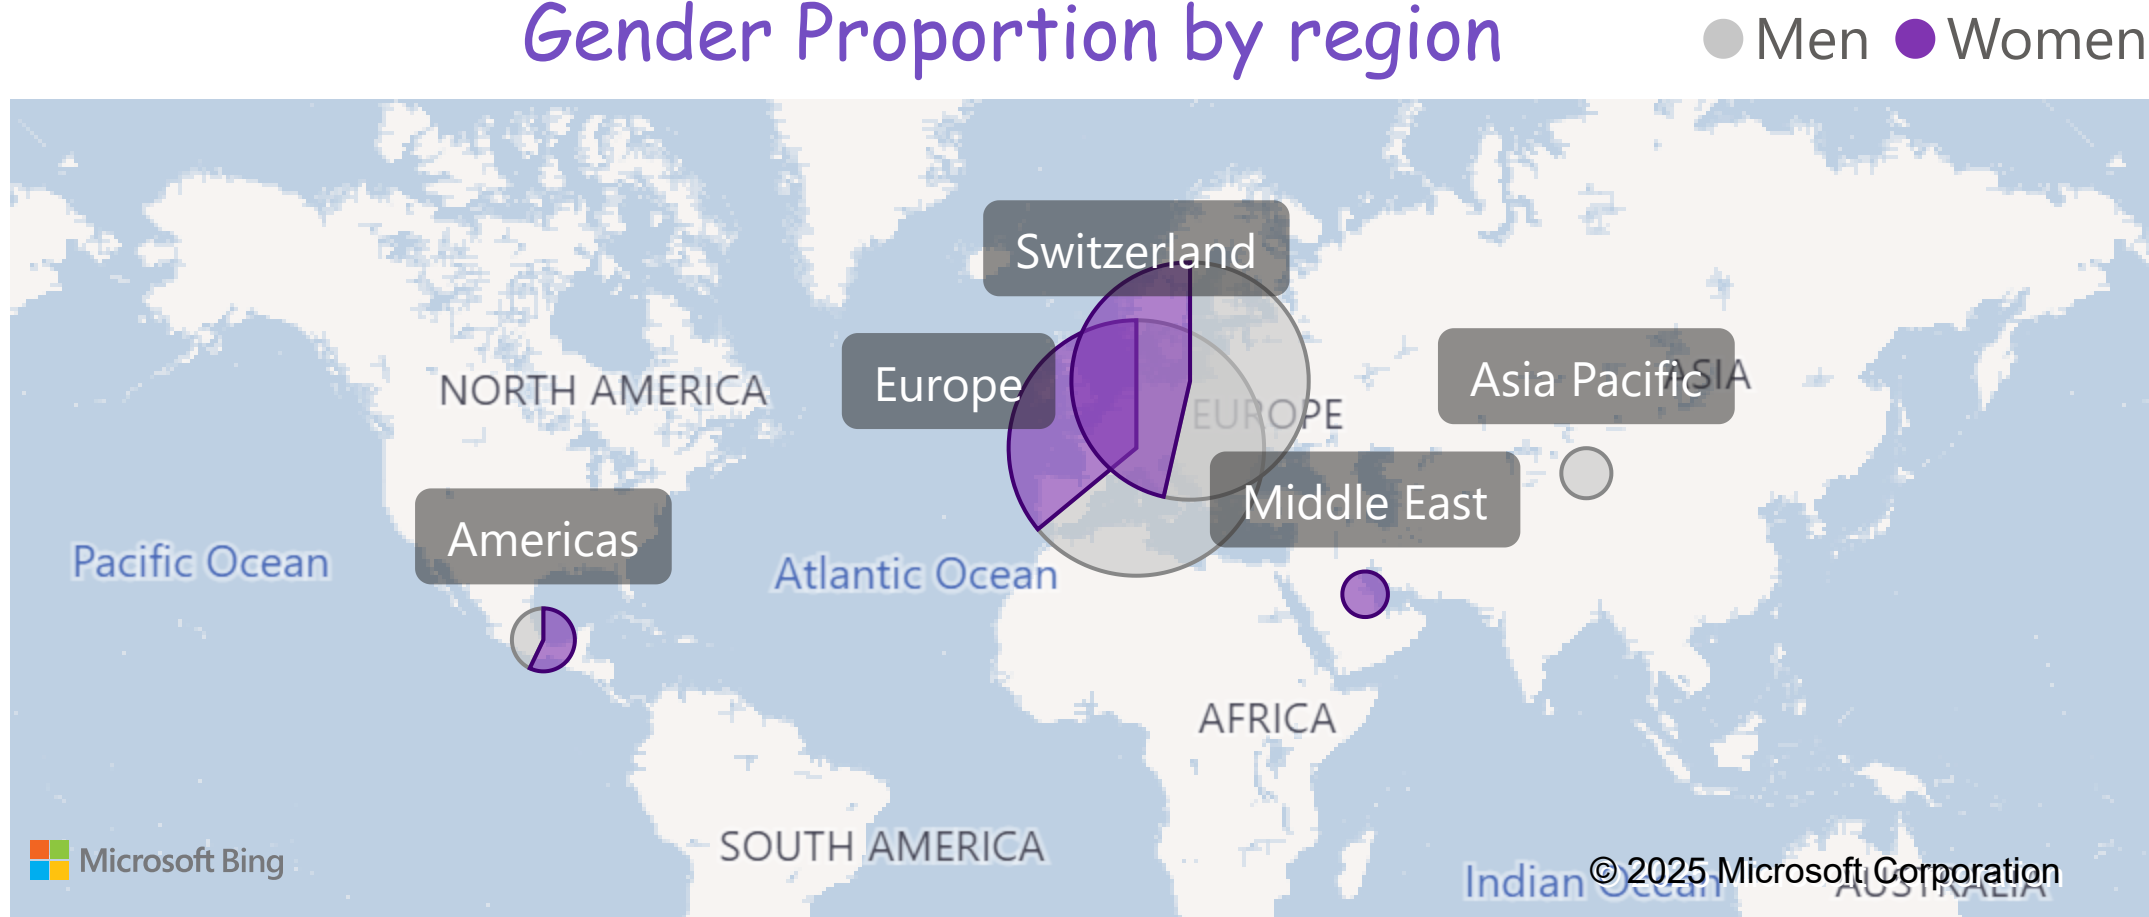 Gender Proportion by region
Men
Women
Switzerland
Europe
Asia Pacific
ASIA
NORTH AMERICA
EUROPE
Middle East
Americas
Pacific Ocean
Atlantic Ocean
AFRICA
SOUTH AMERICA
Microsoft Bing
Indian Ocean
© 2025 Microsoft Corporation
AUSTRALIA